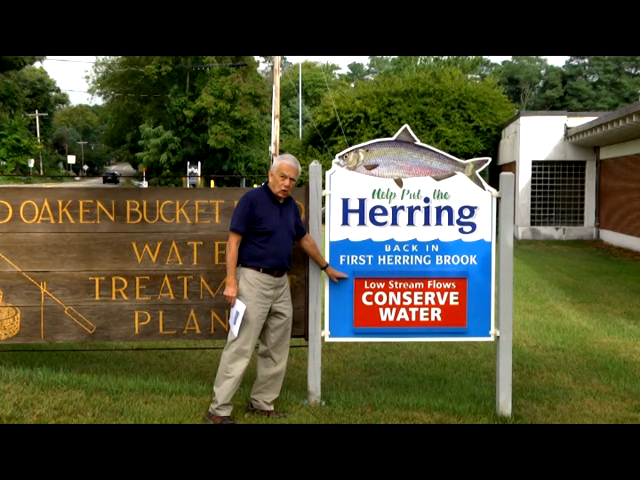 OAKEN BUCKET
WATE
TREATM
PLAN
Help Put the
Herring
BACK IN
FIRST HERRING BROOK
Low Stream Flows
CONSERVE
WATER